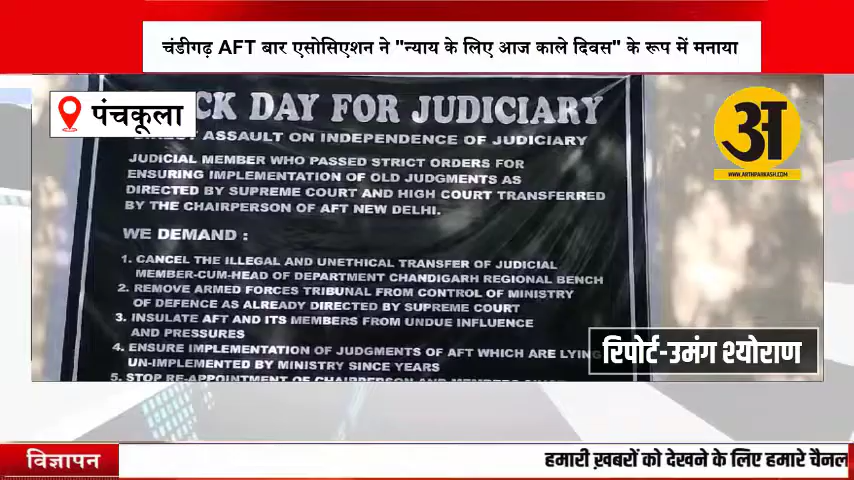 चंडीगढ़ AFT बार एसोसिएशन ने "न्याय के लिए आज काले दिवस" के रूप में मनाया
पंचकूला
CK DAY FOR JUDICIARY
ASSAULT ON INDEPENDENCE OF JUDICIARY
JUDICIAL MEMBER WHO PASSED STRICT ORDERS FOR
ENSURING IMPLEMENTATION OF OLD JUDGMENTS AS
DIRECTED BY SUPREME COURT AND HIGH COURT TRANSFERRED
BY THE CHAIRPERSON OF AFT NEW DELHI.
WE DEMAND :
1. CANCEL THE ILLEGAL AND UNETHICAL TRANSFER OF JUDICIAL
MEMBER-CUM-HEAD OF DEPARTMENT CHANDIGARH REGIONAL BENCH
2. REMOVE ARMED FORCES TRIBUNAL FROM CONTROL OF MINISTRY
OF DEFENCE AS ALREADY DIRECTED BY SUPREME COURT
3. INSULATE AFT AND ITS MEMBERS FROM UNDUE INFLUENCE
AND PRESSURES
4. ENSURE IMPLEMENTATION OF JUDGMENTS OF AFT WHICH ARE LYING
UN-IMPLEMENTED BY MINISTRY SINCE YEARS
5. STOP RE-APPOINTMENT OF CHAIRPERSON AND MEMBERS
अ
WWW.ARTHPARKASH.COM
रिपोर्ट-उमंग श्योराण
विज्ञापन
हमारी ख़बरों को देखने के लिए हमारे चैनल